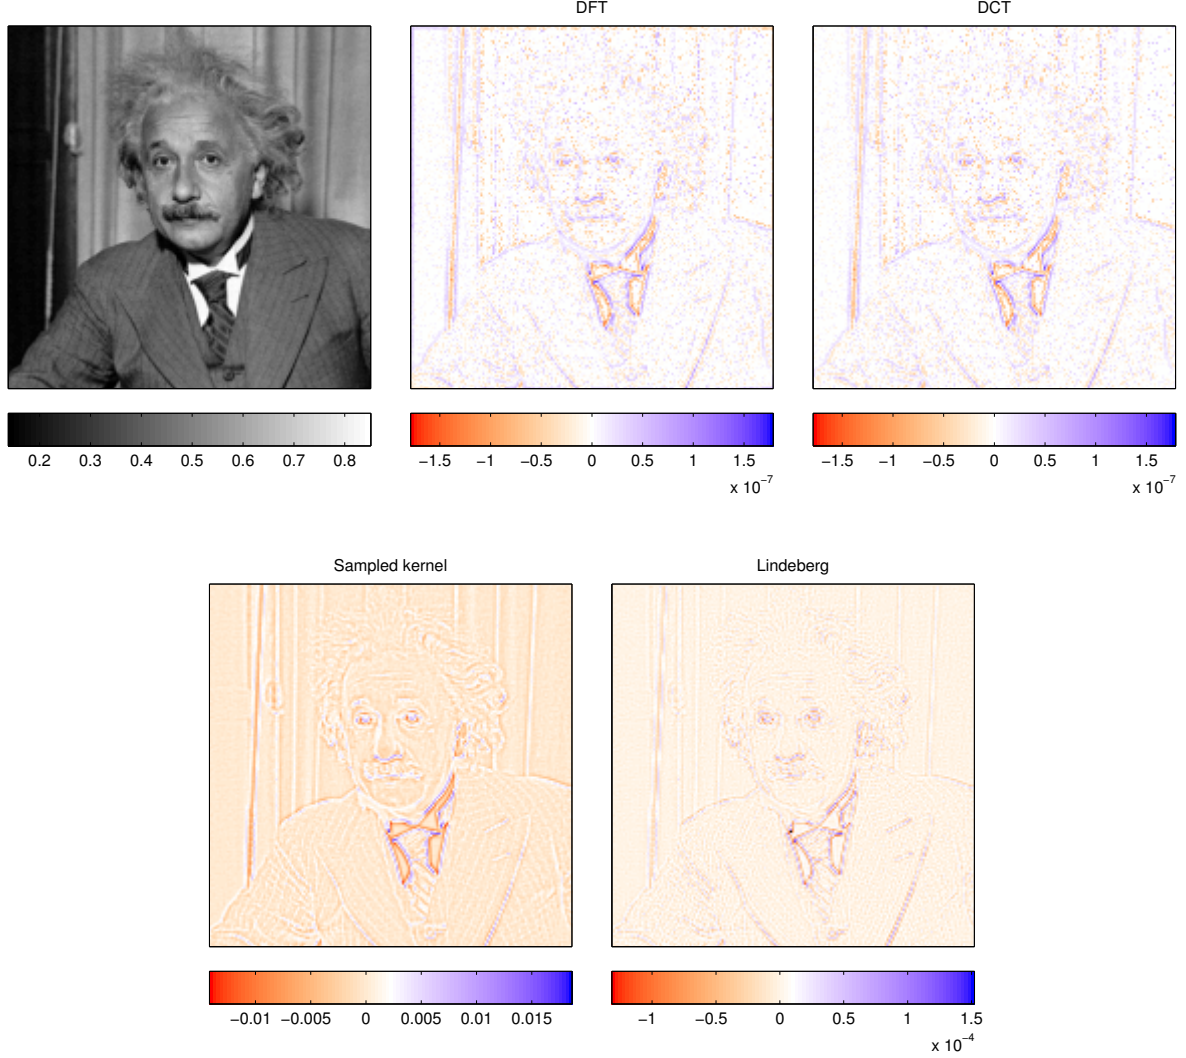 DFT
DCT
0.2 0.3 0.4 0.5 0.6 0.7 0.8
−1.5 −1 −0.5 0 0.5 1 1.5
x 10−7
−1.5 −1 −0.5 0 0.5 1 1.5
x 10−7
Sampled kernel
Lindeberg
−0.01 −0.005 0 0.005 0.01 0.015
−1 −0.5 0 0.5 1 1.5
x 10−4